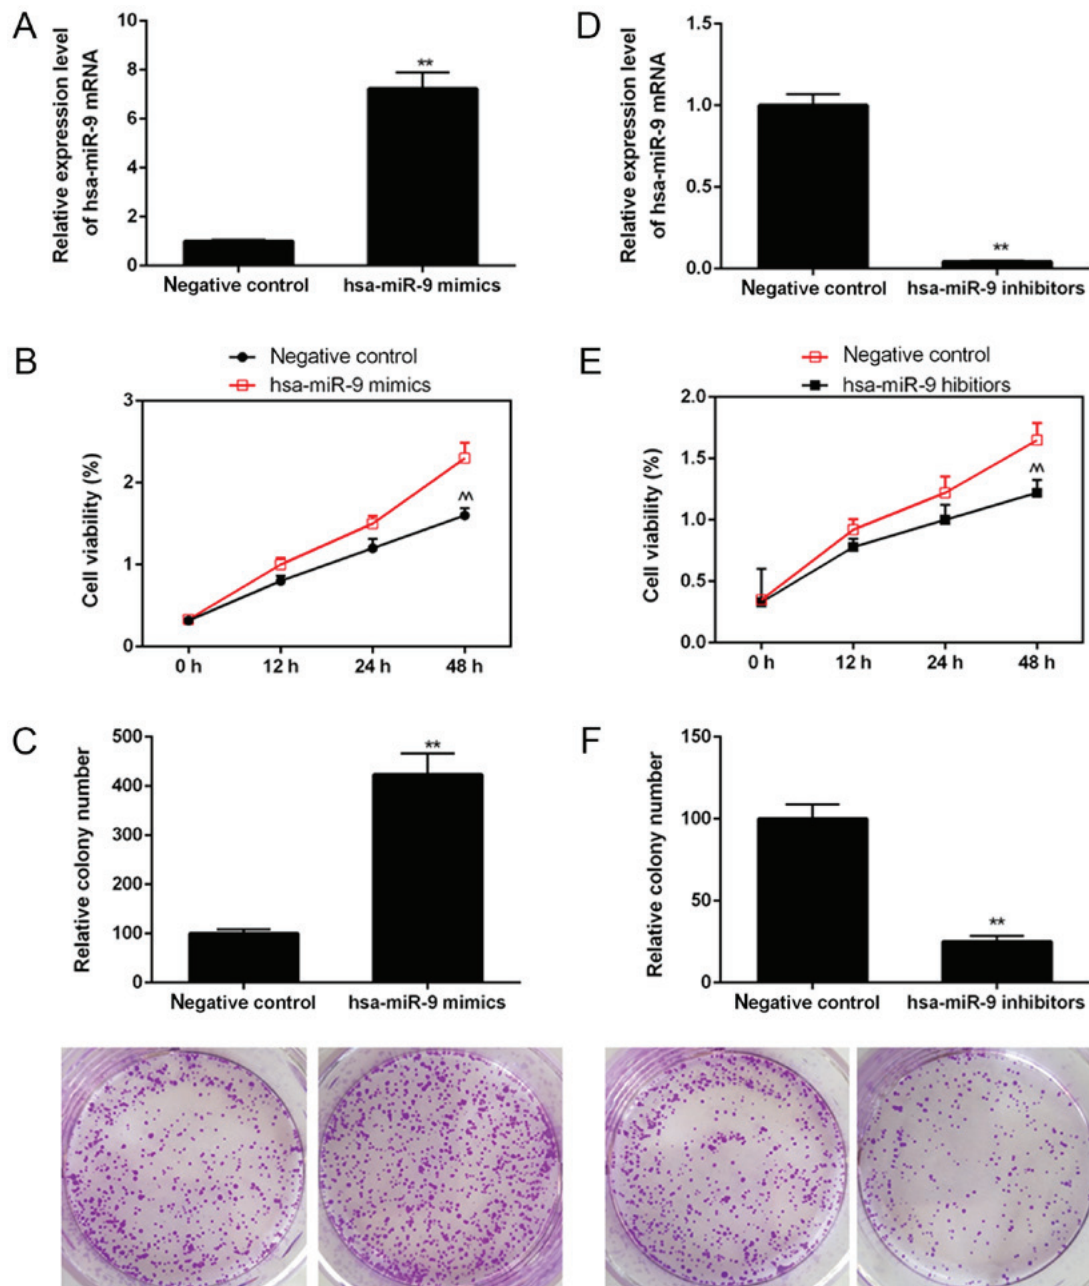 A
Relative expression level
of hsa-miR-9 mRNA
10
8
6
4
2
0
**
Negative control
hsa-miR-9 mimics
D
Relative expression level
of hsa-miR-9 mRNA
1.5
1.0
0.5
0.0
**
Negative control
hsa-miR-9 inhibitors
B
Negative control
hsa-miR-9 mimics
Cell viability (%)
3
2
1
0
^^
0 h
12 h
24 h
48 h
E
Negative control
hsa-miR-9 hibitiors
Cell viability (%)
2.0
1.5
1.0
0.5
0.0
^^
0 h
12 h
24 h
48 h
C
Relative colony number
500
400
300
200
100
0
**
Negative control
hsa-miR-9 mimics
F
Relative colony number
150
100
50
0
**
Negative control
hsa-miR-9 inhibitors